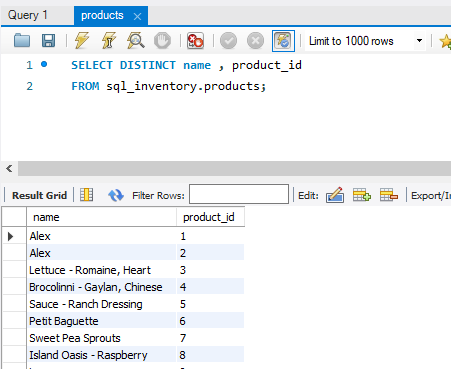 Query 1 products
Limit to 1000 rows
1 SELECT DISTINCT name , product_id
2 FROM sql_inventory.products;
Result Grid Filter Rows: Edit: Export/In
name product_id
Alex 1
Alex 2
Lettuce - Romaine, Heart 3
Brocolinni - Gaylan, Chinese 4
Sauce - Ranch Dressing 5
Petit Baguette 6
Sweet Pea Sprouts 7
Island Oasis - Raspberry 8